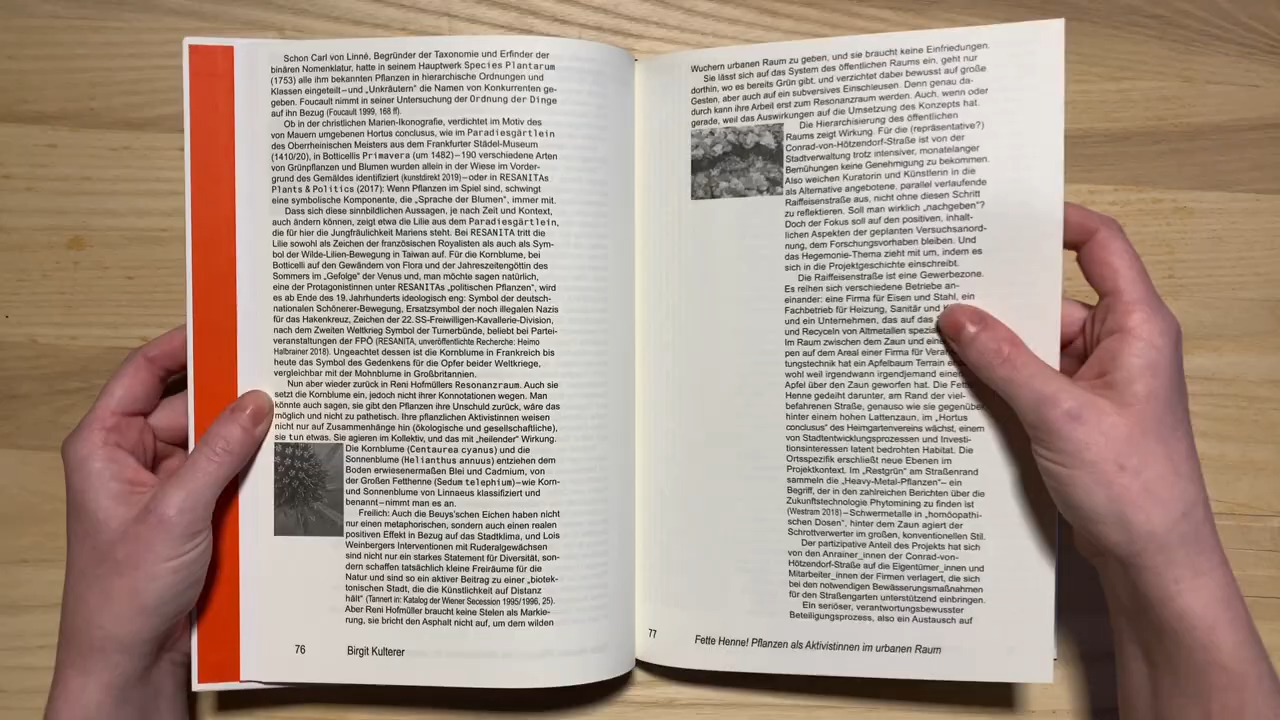 Schon Carl von Linné, Begründer der Taxonomie und Erfinder der
binären Nomenklatur, hatte in seinem Hauptwerk Species Plantarum
(1753) alle ihm bekannten Pflanzen in hierarchische Ordnungen und
Klassen eingeteilt – und „Unkräutern" die Namen von Konkurrenten ge-
geben. Foucault nimmt in seiner Untersuchung der Ordnung der Dinge
auf ihn Bezug (Foucault 1999, 168 ff).
Ob in der christlichen Marien-Ikonografie, verdichtet im Motiv des
von Mauern umgebenen Hortus conclusus, wie im Paradiesgärtlein
des Oberrheinischen Meisters aus dem Frankfurter Städel-Museum
(1410/20), in Botticellis Primavera (um 1482) – 190 verschiedene Arten
von Grünpflanzen und Blumen wurden allein in der Wiese im Vorder-
grund des Gemäldes identifiziert (kunstdirekt 2019) – oder in RESANITAs
Plants & Politics (2017): Wenn Pflanzen im Spiel sind, schwingt
eine symbolische Komponente, die „Sprache der Blumen", immer mit.
Dass sich diese sinnbildlichen Aussagen, je nach Zeit und Kontext,
auch ändern können, zeigt etwa die Lilie aus dem Paradiesgärtlein,
die für hier die Jungfräulichkeit Mariens steht. Bei RESANITA tritt die
Lilie sowohl als Zeichen der französischen Royalisten als auch als Sym-
bol der Wilde-Lilien-Bewegung in Taiwan auf. Für die Kornblume, bei
Botticelli auf den Gewändern von Flora und der Jahreszeitengöttin des
Sommers im „Gefolge" der Venus und, man möchte sagen natürlich,
eine der Protagonistinnen unter RESANITAs „politischen Pflanzen", wird
es ab Ende des 19. Jahrhunderts ideologisch eng: Symbol der deutsch-
nationalen Schönerer-Bewegung, Ersatzsymbol der noch illegalen Nazis
für das Hakenkreuz, Zeichen der 22. SS-Freiwilligen-Kavallerie-Division,
nach dem Zweiten Weltkrieg Symbol der Turnerbünde, beliebt bei Partei-
veranstaltungen der FPÖ (RESANITA, unveröffentlichte Recherche: Heimo
Halbrainer 2018). Ungeachtet dessen ist die Kornblume in Frankreich bis
heute das Symbol des Gedenkens für die Opfer beider Weltkriege,
vergleichbar mit der Mohnblume in Großbritannien.
Nun aber wieder zurück in Reni Hofmüllers Resonanzraum. Auch sie
setzt die Kornblume ein, jedoch nicht ihrer Konnotationen wegen. Man
könnte auch sagen, sie gibt den Pflanzen ihre Unschuld zurück, wäre das
möglich und nicht zu pathetisch. Ihre pflanzlichen Aktivistinnen weisen
nicht nur auf Zusammenhänge hin (ökologische und gesellschaftliche),
sie tun etwas. Sie agieren im Kollektiv, und das mit „heilender" Wirkung.
Die Kornblume (Centaurea cyanus) und die
Sonnenblume (Helianthus annuus) entziehen dem
Boden erwiesenermaßen Blei und Cadmium, von
der Großen Fetthenne (Sedum telephium) – wie Korn-
und Sonnenblume von Linnaeus klassifiziert und
benannt – nimmt man es an.
Freilich: Auch die Beuys'schen Eichen haben nicht
nur einen metaphorischen, sondern auch einen realen
positiven Effekt in Bezug auf das Stadtklima, und Lois
Weinbergers Interventionen mit Ruderalgewächsen
sind nicht nur ein starkes Statement für Diversität, son-
dern schaffen tatsächlich kleine Freiräume für die
Natur und sind so ein aktiver Beitrag zu einer „biotek-
tonischen Stadt, die die Künstlichkeit auf Distanz
hält" (Tannert in: Katalog der Wiener Secession 1995/1996, 25).
Aber Reni Hofmüller braucht keine Stelen als Markie-
rung, sie bricht den Asphalt nicht auf, um dem wilden
76 Birgit Kulterer
Wuchern urbanen Raum zu geben, und sie braucht keine Einfriedungen.
Sie lässt sich auf das System des öffentlichen Raums ein, geht nur
dorthin, wo es bereits Grün gibt, und verzichtet dabei bewusst auf große
Gesten, aber auch auf ein subversives Einschleusen. Denn genau da-
durch kann ihre Arbeit erst zum Resonanzraum werden. Auch, wenn oder
gerade, weil das Auswirkungen auf die Umsetzung des Konzepts hat.
Die Hierarchisierung des öffentlichen
Raums zeigt Wirkung. Für die (repräsentative?)
Conrad-von-Hötzendorf-Straße ist von der
Stadtverwaltung trotz intensiver, monatelanger
Bemühungen keine Genehmigung zu bekommen.
Also weichen Kuratorin und Künstlerin in die
als Alternative angebotene, parallel verlaufende
Raiffeisenstraße aus, nicht ohne diesen Schritt
zu reflektieren. Soll man wirklich „nachgeben"?
Doch der Fokus soll auf den positiven, inhalt-
lichen Aspekten der geplanten Versuchsanord-
nung, dem Forschungsvorhaben bleiben. Und
das Hegemonie-Thema zieht mit um, indem es
sich in die Projektgeschichte einschreibt.
Die Raiffeisenstraße ist eine Gewerbezone.
Es reihen sich verschiedene Betriebe an-
einander: eine Firma für Eisen und Stahl, ein
Fachbetrieb für Heizung, Sanitär und
und ein Unternehmen, das auf das
und Recyceln von Altmetallen
Im Raum zwischen dem Zaun und
pen auf dem Areal einer Firma für
tungstechnik hat ein Apfelbaum Terrain
wohl weil irgendwann irgendjemand einen
Apfel über den Zaun geworfen hat. Die Fette
Henne gedeiht darunter, am Rand der viel-
befahrenen Straße, genauso wie sie gegenüber
hinter einem hohen Lattenzaun, im „Hortus
conclusus" des Heimgartenvereins wächst, einem
von Stadtentwicklungsprozessen und Investi-
tionsinteressen latent bedrohten Habitat. Die
Ortsspezifik erschließt neue Ebenen im
Projektkontext. Im „Restgrün" am Straßenrand
sammeln die „Heavy-Metal-Pflanzen" – ein
Begriff, der in den zahlreichen Berichten über die
Zukunftstechnologie Phytomining zu finden ist
(Westram 2018) – Schwermetalle in „homöopathi-
schen Dosen", hinter dem Zaun agiert der
Schrottverwerter im großen, konventionellen Stil.
Der partizipative Anteil des Projekts hat sich
von den Anrainer_innen der Conrad-von-
Hötzendorf-Straße auf die Eigentümer_innen und
Mitarbeiter_innen der Firmen verlagert, die sich
bei den notwendigen Bewässerungsmaßnahmen
für den Straßengarten unterstützend einbringen.
Ein seriöser, verantwortungsbewusster
Beteiligungsprozess, also ein Austausch auf
77 Fette Henne! Pflanzen als Aktivistinnen im urbanen Raum